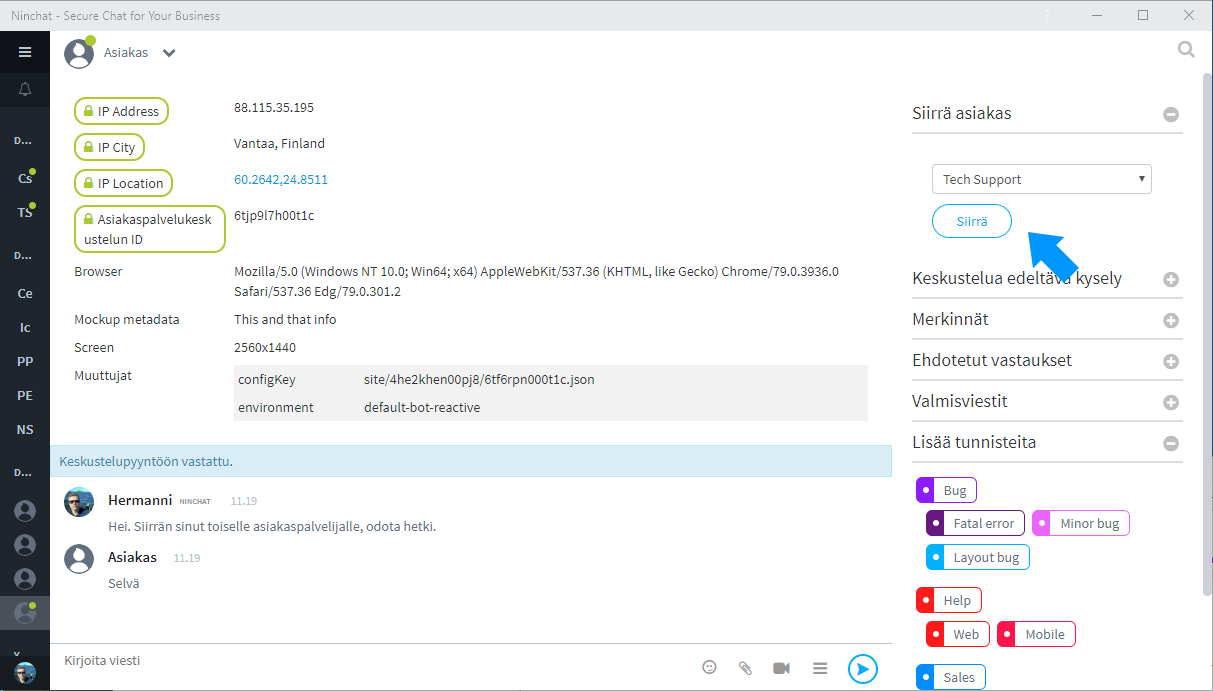 Ninchat - Secure Chat for Your Business
Asiakas
D...
Cs
TS
D...
Ce
Ic
PP
PE
NS
D...
IP Address 88.115.35.195
IP City Vantaa, Finland
IP Location 60.2642,24.8511
Asiakaspalvelukesk 6tjp9l7h00t1c
ustelun ID
Browser Mozilla/5.0 (Windows NT 10.0; Win64; x64) AppleWebKit/537.36 (KHTML, like Gecko) Chrome/79.0.3936.0
Safari/537.36 Edg/79.0.301.2
Mockup metadata This and that info
Screen 2560x1440
Muuttujat configKey site/4he2khen00pj8/6tf6rpn000t1c.json
environment default-bot-reactive
Keskustelupyyntöön vastattu.
Hermanni NINCHAT 11.19
Hei. Siirrän sinut toiselle asiakaspalvelijalle, odota hetki.
Asiakas 11.19
Selvä
Kirjoita viesti
Siirrä asiakas
Tech Support
Siirrä
Keskustelua edeltävä kysely
Merkinnät
Ehdotetut vastaukset
Valmisviestit
Lisää tunnisteita
Bug
Fatal error Minor bug
Layout bug
Help
Web Mobile
Sales